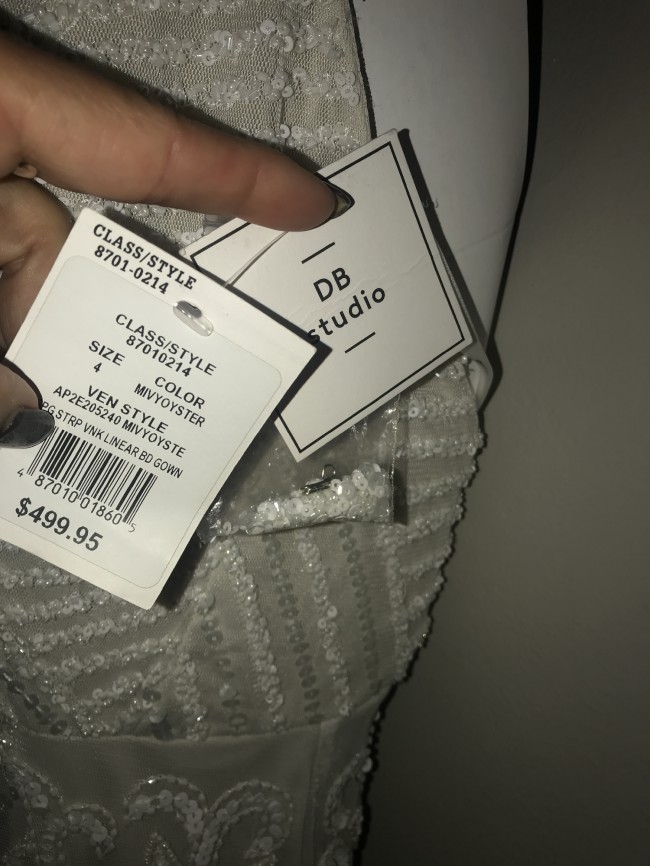 CLASS/STYLE
8701-0214
CLASS/STYLE
87010214
SIZE COLOR
4 MIVYOYSTER
VEN STYLE
AP2E205240 MIVYOYSTE
PG STRP VNK LINEAR BD GOWN
4 87010 01860 5
$499.95
DB
studio